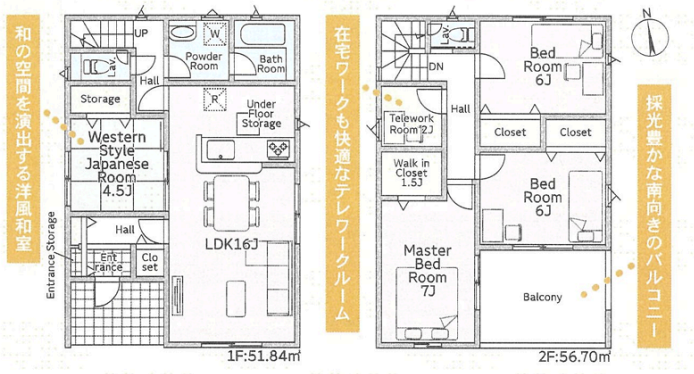 和の空間を演出する洋風和室
UP
Lav.
Hall
W
Powder
Room
Bath
Room
Storage
R
Under
Floor
Storage
Western
Style
Japanese
Room
4.5J
Hall
LDK16J
Entrance Storage
Ent
rance
Clo
set
1F:51.84㎡
在宅ワークも快適なテレワークルーム
Lav.
DN
Hall
Bed
Room
6J
Telework
Room 2J
Closet
Closet
Walk in
Closet
1.5J
Bed
Room
6J
Master
Bed
Room
7J
Balcony
2F:56.70㎡
N
採光豊かな南向きのバルコニー